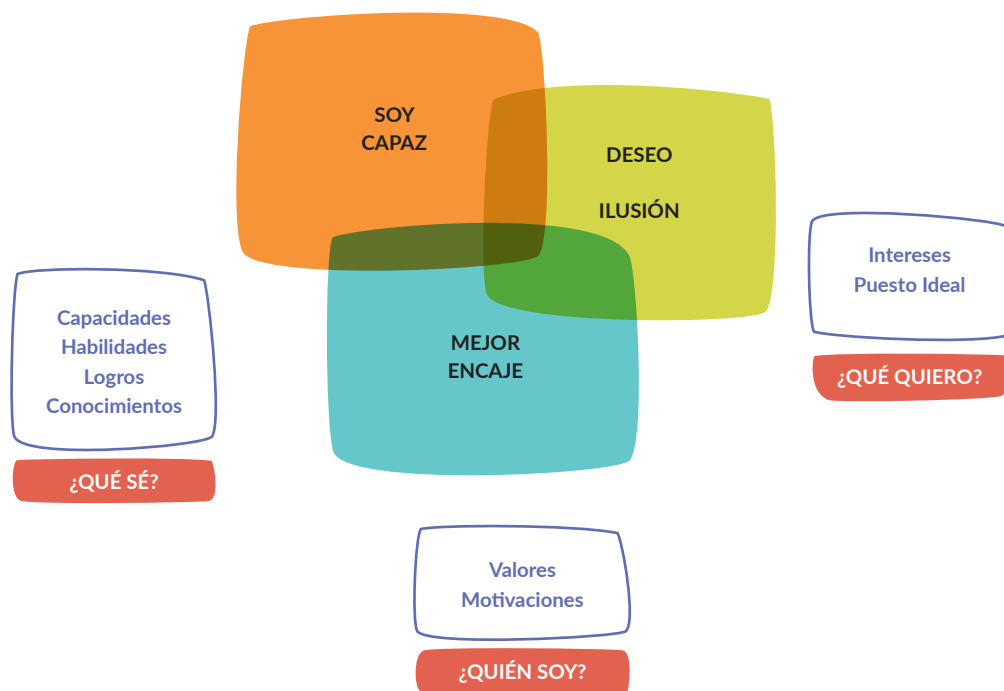 SOY
CAPAZ
DESEO
ILUSIÓN
MEJOR
ENCAJE
Intereses
Puesto Ideal
¿QUÉ QUIERO?
Capacidades
Habilidades
Logros
Conocimientos
¿QUÉ SÉ?
Valores
Motivaciones
¿QUIÉN SOY?